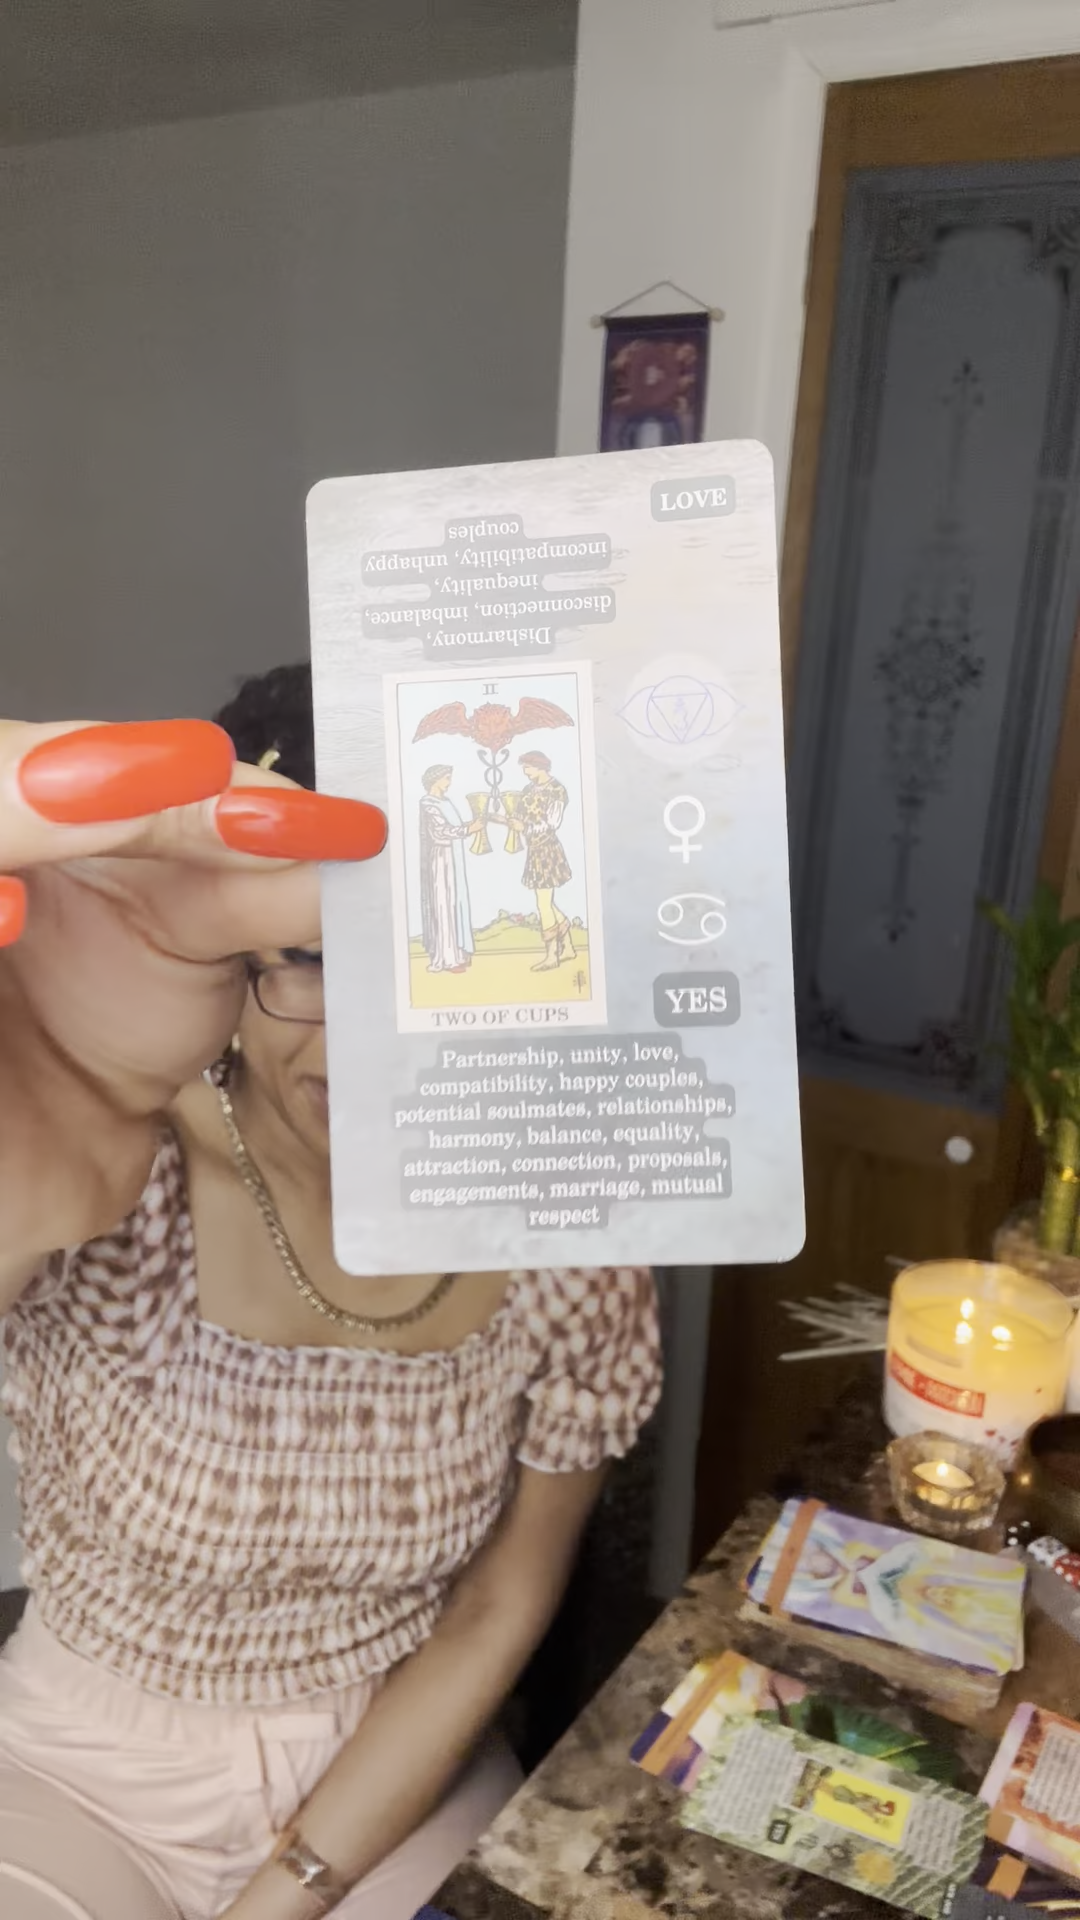 LOVE
Disharmony,
disconnection, imbalance,
inequality,
incompatibility, unhappy
couples
II
TWO OF CUPS
YES
Partnership, unity, love,
compatibility, happy couples,
potential soulmates, relationships,
harmony, balance, equality,
attraction, connection, proposals,
engagements, marriage, mutual
respect